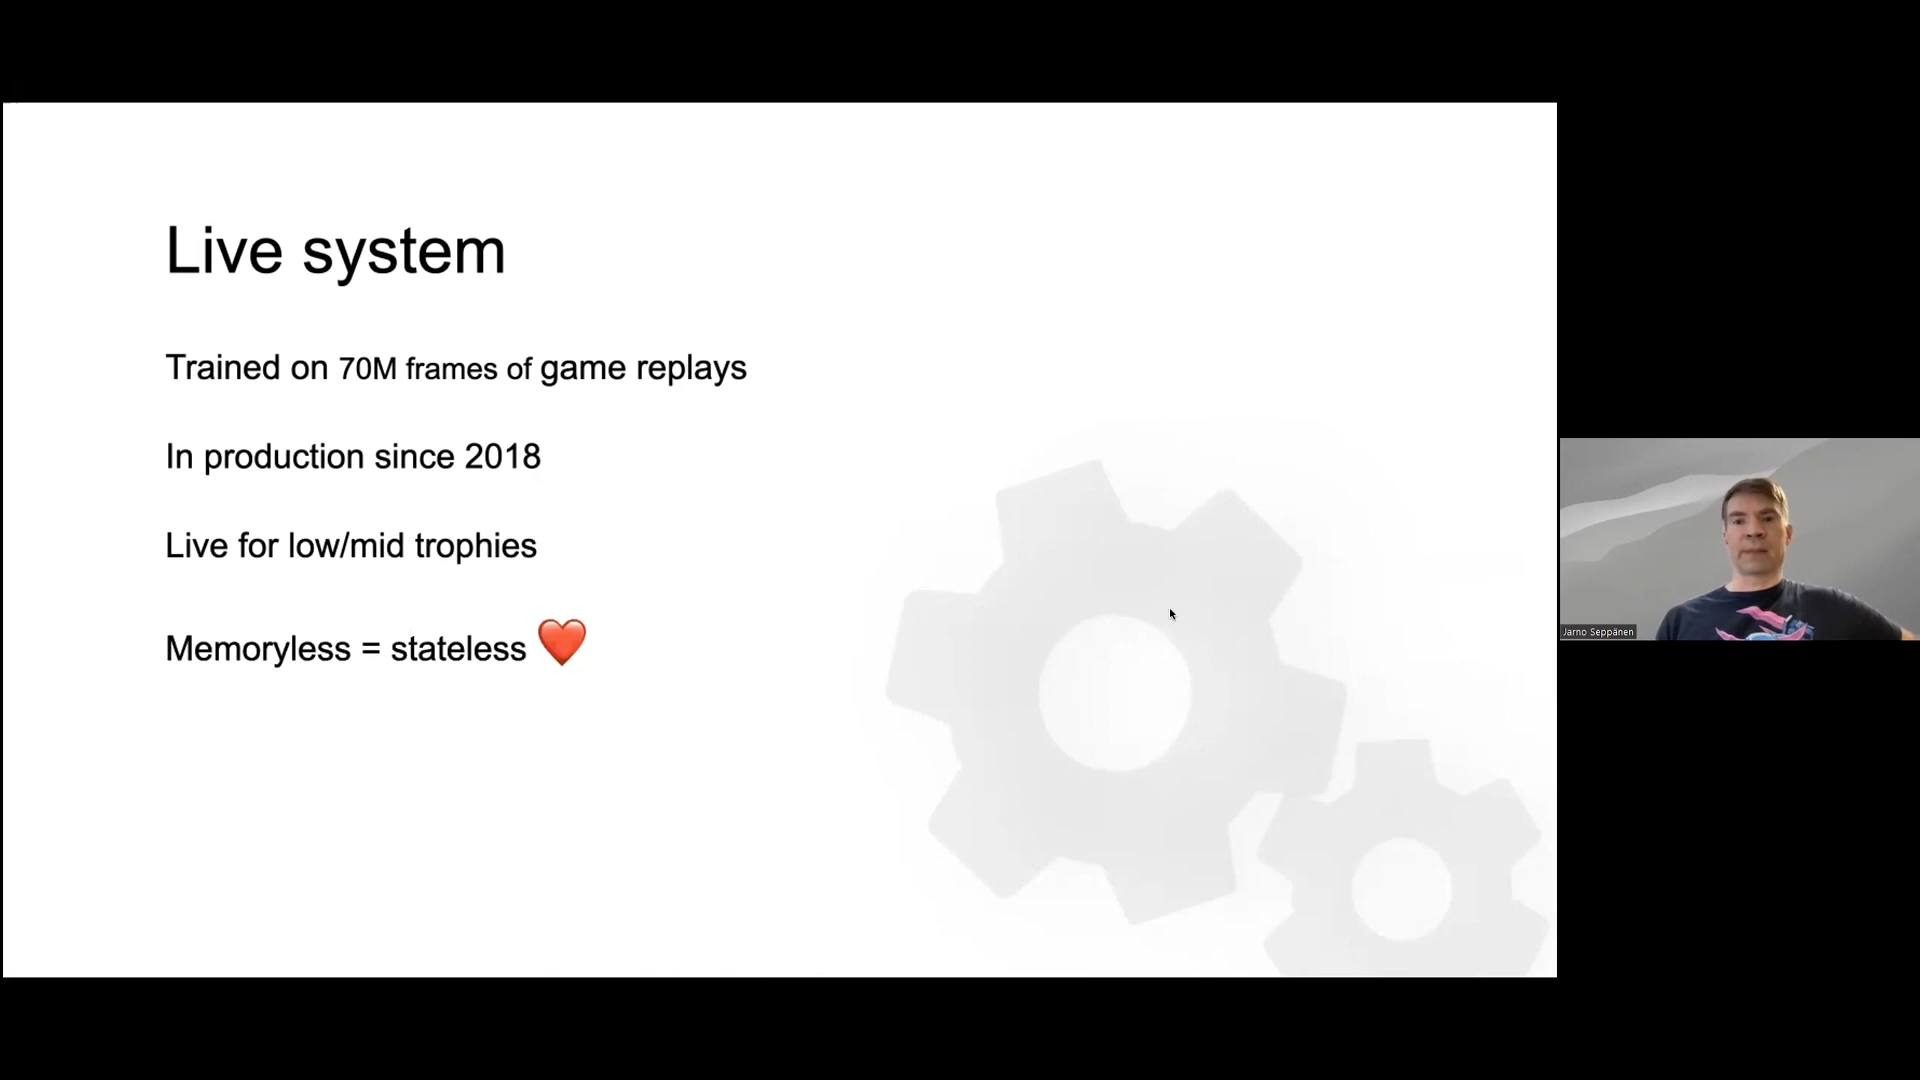 Live system
Trained on 70M frames of game replays
In production since 2018
Live for low/mid trophies
Memoryless = stateless ❤️
Jarno Seppänen